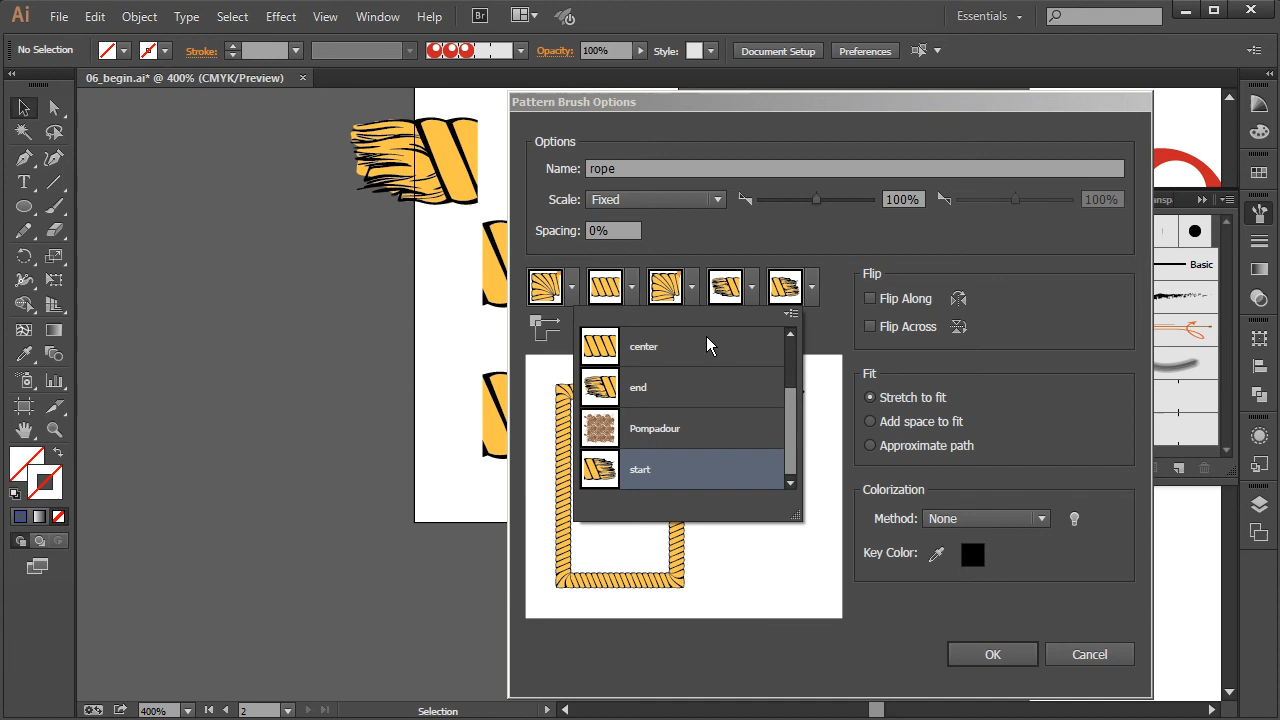 Ai File Edit Object Type Select Effect View Window Help Br Essentials
No Selection Stroke: Opacity: 100% Style: Document Setup Preferences
06_begin.ai* @ 400% (CMYK/Preview)
Pattern Brush Options
Options
Name: rope
Scale: Fixed 100% 100%
Spacing: 0%
Flip
Flip Along
Flip Across
Fit
Stretch to fit
Add space to fit
Approximate path
Colorization
Method: None
Key Color:
center
end
Pompadour
start
OK Cancel
ansp
Basic
T
400% 2 Selection